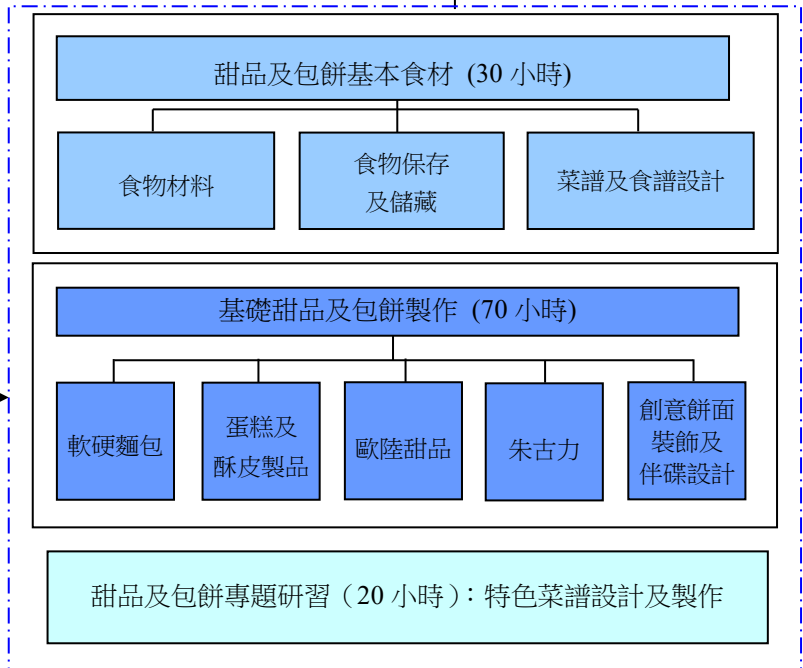 甜品及包餅基本食材 (30 小時)
食物材料
食物保存
及儲藏
菜譜及食譜設計
基礎甜品及包餅製作 (70 小時)
軟硬麵包
蛋糕及
酥皮製品
歐陸甜品
朱古力
創意餅面
裝飾及
伴碟設計
甜品及包餅專題研習（20 小時）：特色菜譜設計及製作